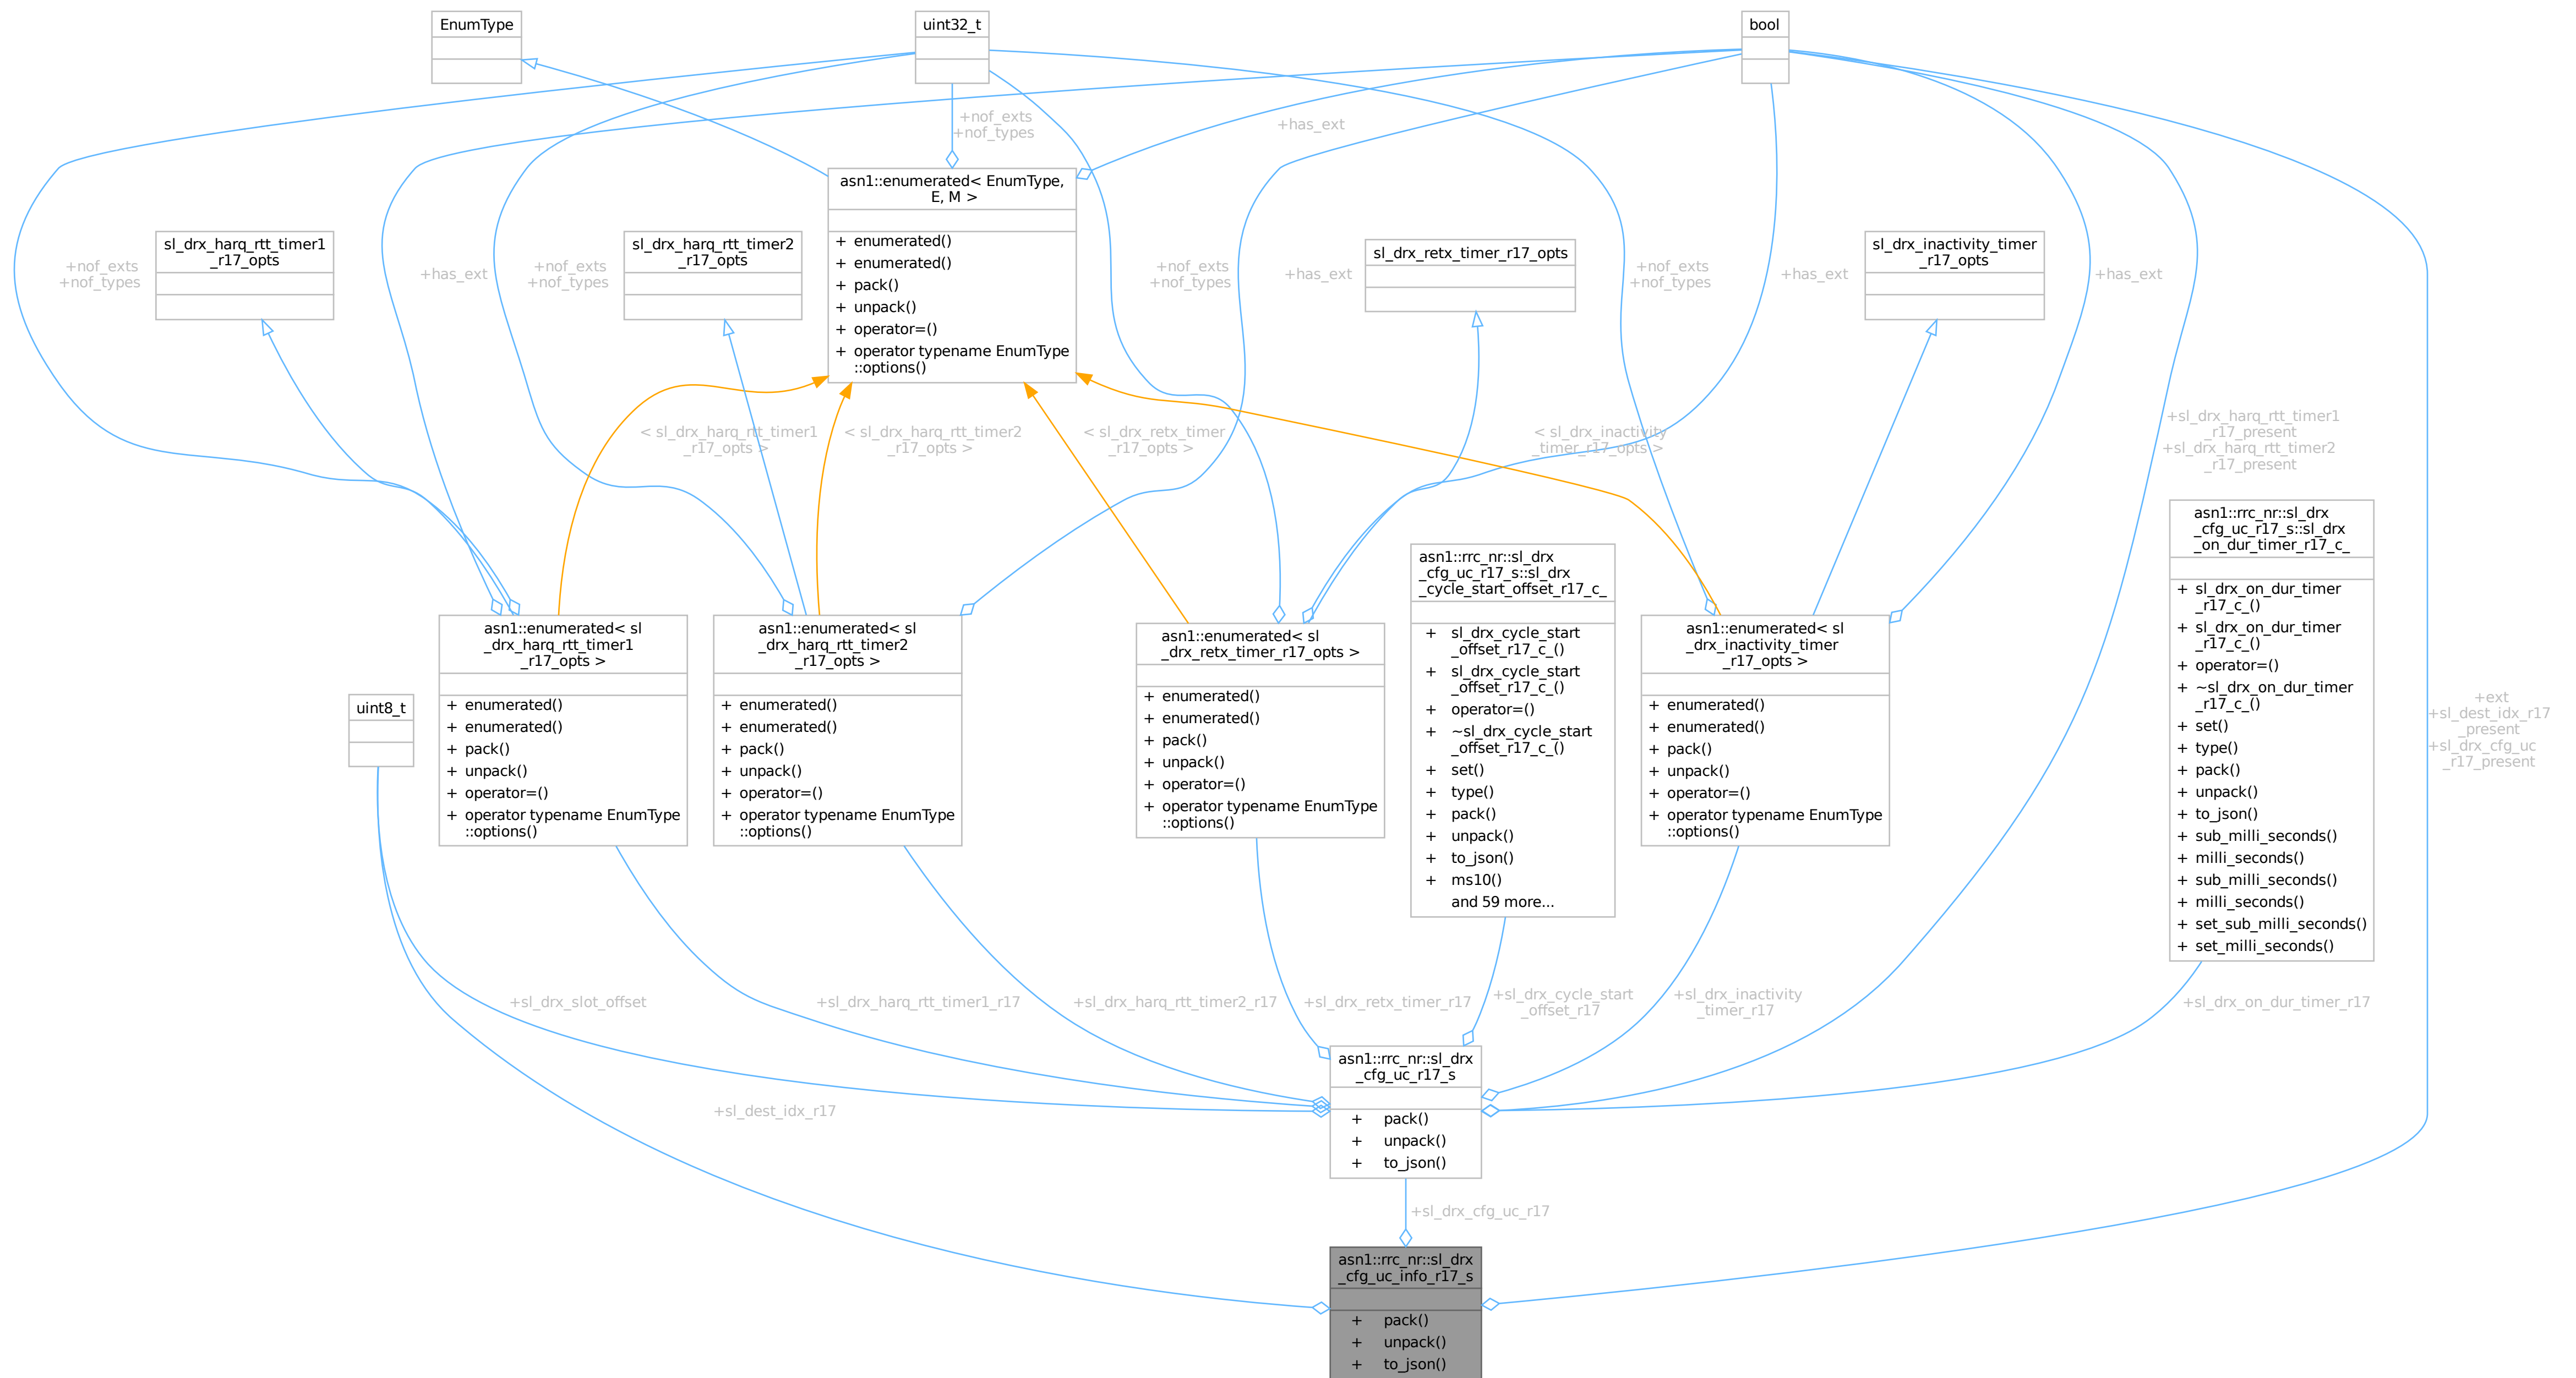 EnumType
uint32_t
bool
+nof_exts
+nof_types
+has_ext
asn1::enumerated< EnumType,
E, M >
+ enumerated()
+ enumerated()
+ pack()
+ unpack()
+ operator=()
+ operator typename EnumType
::options()
sl_drx_harq_rtt_timer1
_r17_opts
sl_drx_harq_rtt_timer2
_r17_opts
sl_drx_retx_timer_r17_opts
sl_drx_inactivity_timer
_r17_opts
+nof_exts
+nof_types
+has_ext
+nof_exts
+nof_types
+nof_exts
+nof_types
+has_ext
+nof_exts
+nof_types
+has_ext
+has_ext
< sl_drx_harq_rtt_timer1
_r17_opts >
< sl_drx_harq_rtt_timer2
_r17_opts >
< sl_drx_retx_timer
_r17_opts >
< sl_drx_inactivity
_timer_r17_opts >
+sl_drx_harq_rtt_timer1
_r17_present
+sl_drx_harq_rtt_timer2
_r17_present
uint8_t
asn1::enumerated< sl
_drx_harq_rtt_timer1
_r17_opts >
+ enumerated()
+ enumerated()
+ pack()
+ unpack()
+ operator=()
+ operator typename EnumType
::options()
asn1::enumerated< sl
_drx_harq_rtt_timer2
_r17_opts >
+ enumerated()
+ enumerated()
+ pack()
+ unpack()
+ operator=()
+ operator typename EnumType
::options()
asn1::enumerated< sl
_drx_retx_timer_r17_opts >
+ enumerated()
+ enumerated()
+ pack()
+ unpack()
+ operator=()
+ operator typename EnumType
::options()
asn1::rrc_nr::sl_drx
_cfg_uc_r17_s::sl_drx
_cycle_start_offset_r17_c_
+ sl_drx_cycle_start
_offset_r17_c_()
+ sl_drx_cycle_start
_offset_r17_c_()
+ operator=()
+ ~sl_drx_cycle_start
_offset_r17_c_()
+ set()
+ type()
+ pack()
+ unpack()
+ to_json()
+ ms10()
and 59 more...
asn1::enumerated< sl
_drx_inactivity_timer
_r17_opts >
+ enumerated()
+ enumerated()
+ pack()
+ unpack()
+ operator=()
+ operator typename EnumType
::options()
asn1::rrc_nr::sl_drx
_cfg_uc_r17_s::sl_drx
_on_dur_timer_r17_c_
+ sl_drx_on_dur_timer
_r17_c_()
+ sl_drx_on_dur_timer
_r17_c_()
+ operator=()
+ ~sl_drx_on_dur_timer
_r17_c_()
+ set()
+ type()
+ pack()
+ unpack()
+ to_json()
+ sub_milli_seconds()
+ milli_seconds()
+ sub_milli_seconds()
+ milli_seconds()
+ set_sub_milli_seconds()
+ set_milli_seconds()
+ext
+sl_dest_idx_r17
_present
+sl_drx_cfg_uc
_r17_present
+sl_drx_slot_offset
+sl_drx_harq_rtt_timer1_r17
+sl_drx_harq_rtt_timer2_r17
+sl_drx_retx_timer_r17
+sl_drx_cycle_start
_offset_r17
+sl_drx_inactivity
_timer_r17
+sl_drx_on_dur_timer_r17
asn1::rrc_nr::sl_drx
_cfg_uc_r17_s
+ pack()
+ unpack()
+ to_json()
+sl_dest_idx_r17
+sl_drx_cfg_uc_r17
asn1::rrc_nr::sl_drx
_cfg_uc_info_r17_s
+ pack()
+ unpack()
+ to_json()